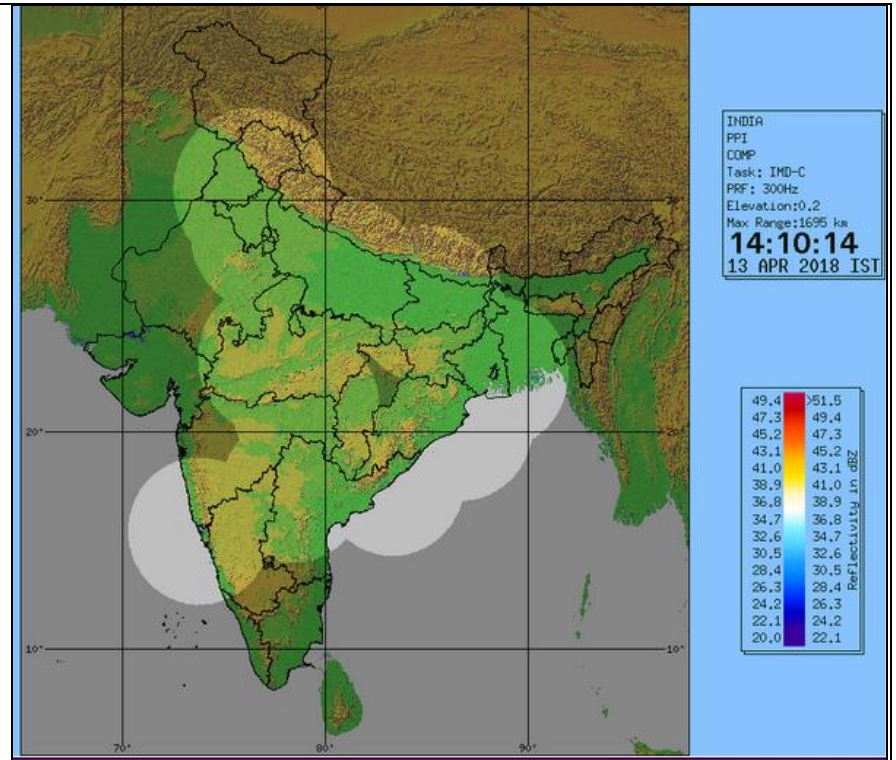 INDIA
PPI
COMP
Task: IMD-C
PRF: 300Hz
Elevation:0.2
Max Range:1695 km
14:10:14
13 APR 2018 IST
30°
30°
20°
20°
10°
10°
70°
80°
90°
49.4 >51.5
47.3 49.4
45.2 47.3
43.1 45.2
41.0 43.1
38.9 41.0
36.8 38.9
34.7 36.8
32.6 34.7
30.5 32.6
28.4 30.5
26.3 28.4
24.2 26.3
22.1 24.2
20.0 22.1
Reflectivity in dBZ